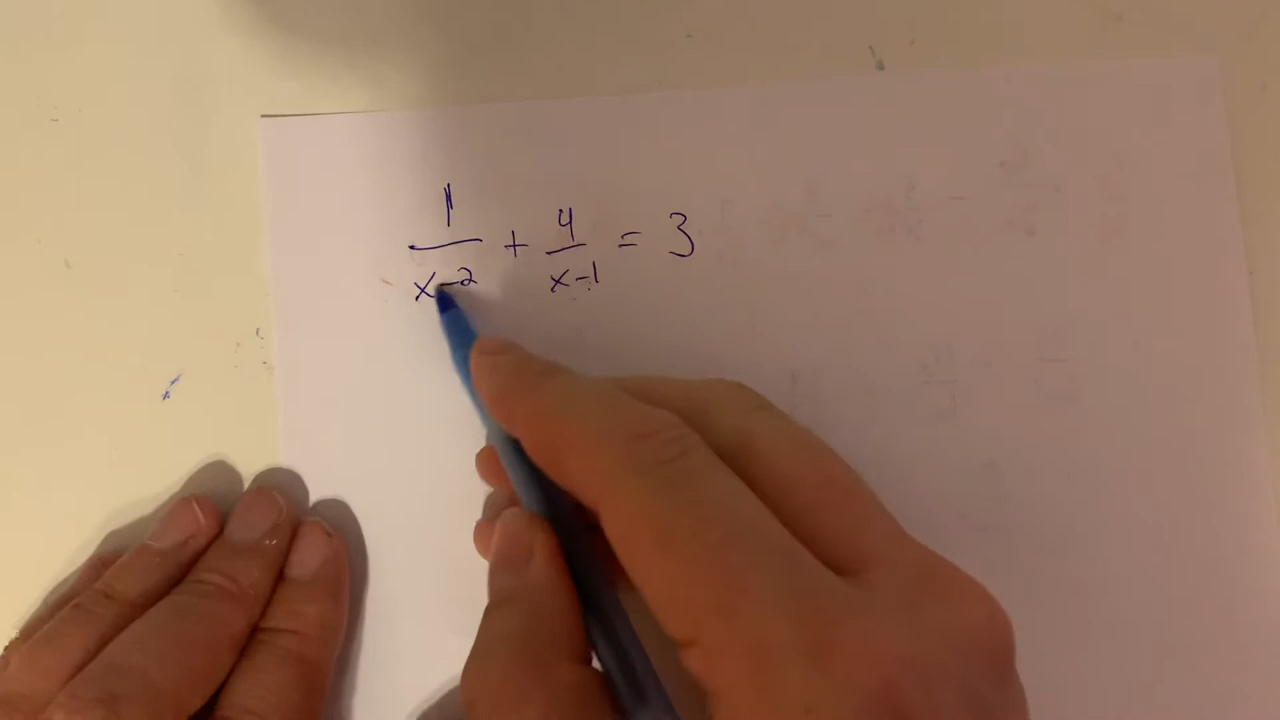 1/(x-2) + 4/(x-1) = 3